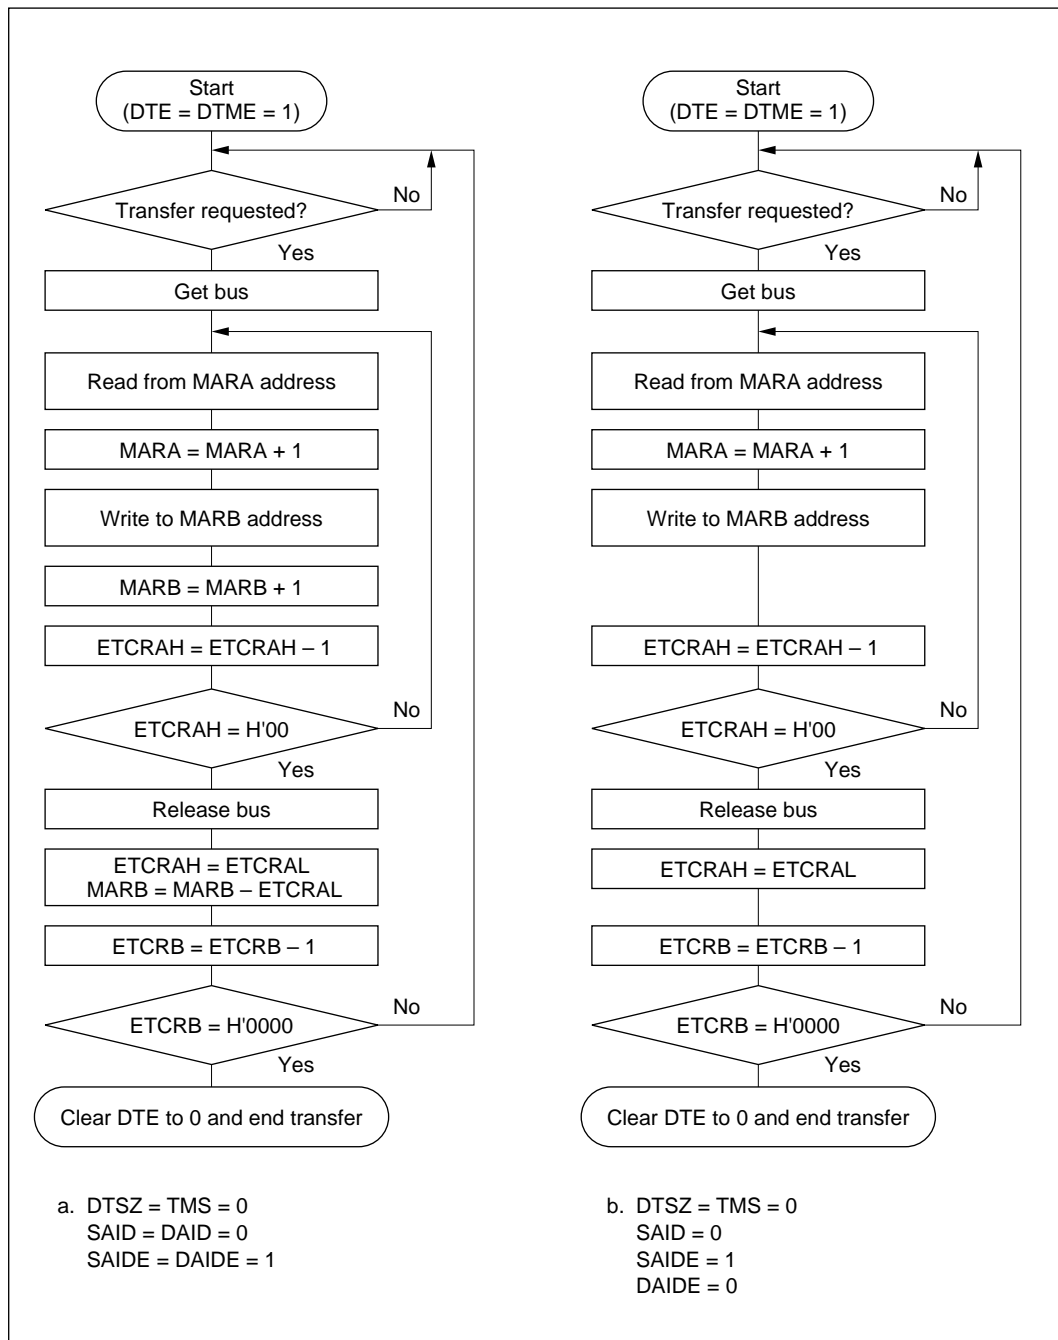 Start
(DTE = DTME = 1)
Transfer requested?
No
Yes
Get bus
Read from MARA address
MARA = MARA + 1
Write to MARB address
MARB = MARB + 1
ETCRAH = ETCRAH – 1
ETCRAH = H'00
No
Yes
Release bus
ETCRAH = ETCRAL
MARB = MARB – ETCRAL
ETCRB = ETCRB – 1
ETCRB = H'0000
No
Yes
Clear DTE to 0 and end transfer
a. DTSZ = TMS = 0
SAID = DAID = 0
SAIDE = DAIDE = 1
Start
(DTE = DTME = 1)
Transfer requested?
No
Yes
Get bus
Read from MARA address
MARA = MARA + 1
Write to MARB address
ETCRAH = ETCRAH – 1
ETCRAH = H'00
No
Yes
Release bus
ETCRAH = ETCRAL
ETCRB = ETCRB – 1
ETCRB = H'0000
No
Yes
Clear DTE to 0 and end transfer
b. DTSZ = TMS = 0
SAID = 0
SAIDE = 1
DAIDE = 0